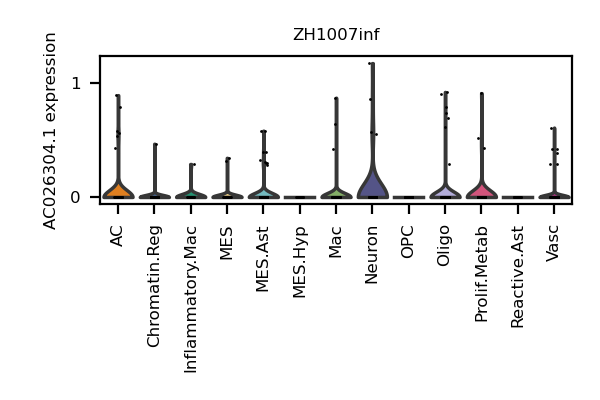 ZH1007inf
AC026304.1 expression
1
0
AC
Chromatin.Reg
Inflammatory.Mac
MES
MES.Ast
MES.Hyp
Mac
Neuron
OPC
Oligo
Prolif.Metab
Reactive.Ast
Vasc